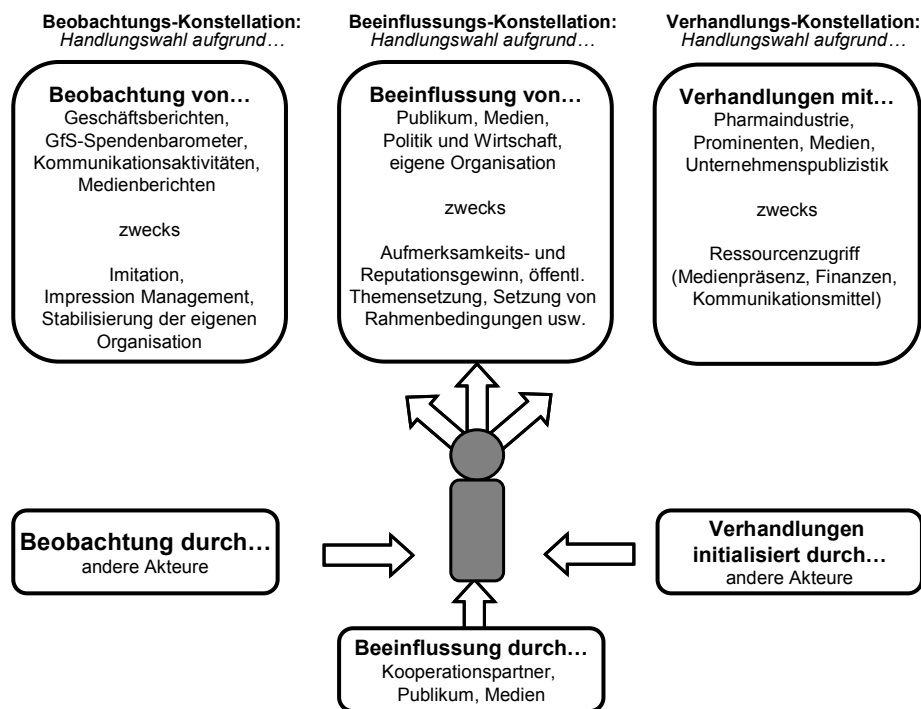 Beobachtungs-Konstellation:
Handlungswahl aufgrund…
Beobachtung von…
Geschäftsberichten,
GfS-Spendenbarometer,
Kommunikationsaktivitäten,
Medienberichten
zwecks
Imitation,
Impression Management,
Stabilisierung der eigenen
Organisation
Beeinflussungs-Konstellation:
Handlungswahl aufgrund…
Beeinflussung von…
Publikum, Medien,
Politik und Wirtschaft,
eigene Organisation
zwecks
Aufmerksamkeits- und
Reputationsgewinn, öffentl.
Themensetzung, Setzung von
Rahmenbedingungen usw.
Verhandlungs-Konstellation:
Handlungswahl aufgrund…
Verhandlungen mit…
Pharmaindustrie,
Prominenten, Medien,
Unternehmenspublizistik
zwecks
Ressourcenzugriff
(Medienpräsenz, Finanzen,
Kommunikationsmittel)
Beobachtung durch…
andere Akteure
Verhandlungen
initialisiert durch…
andere Akteure
Beeinflussung durch…
Kooperationspartner,
Publikum, Medien